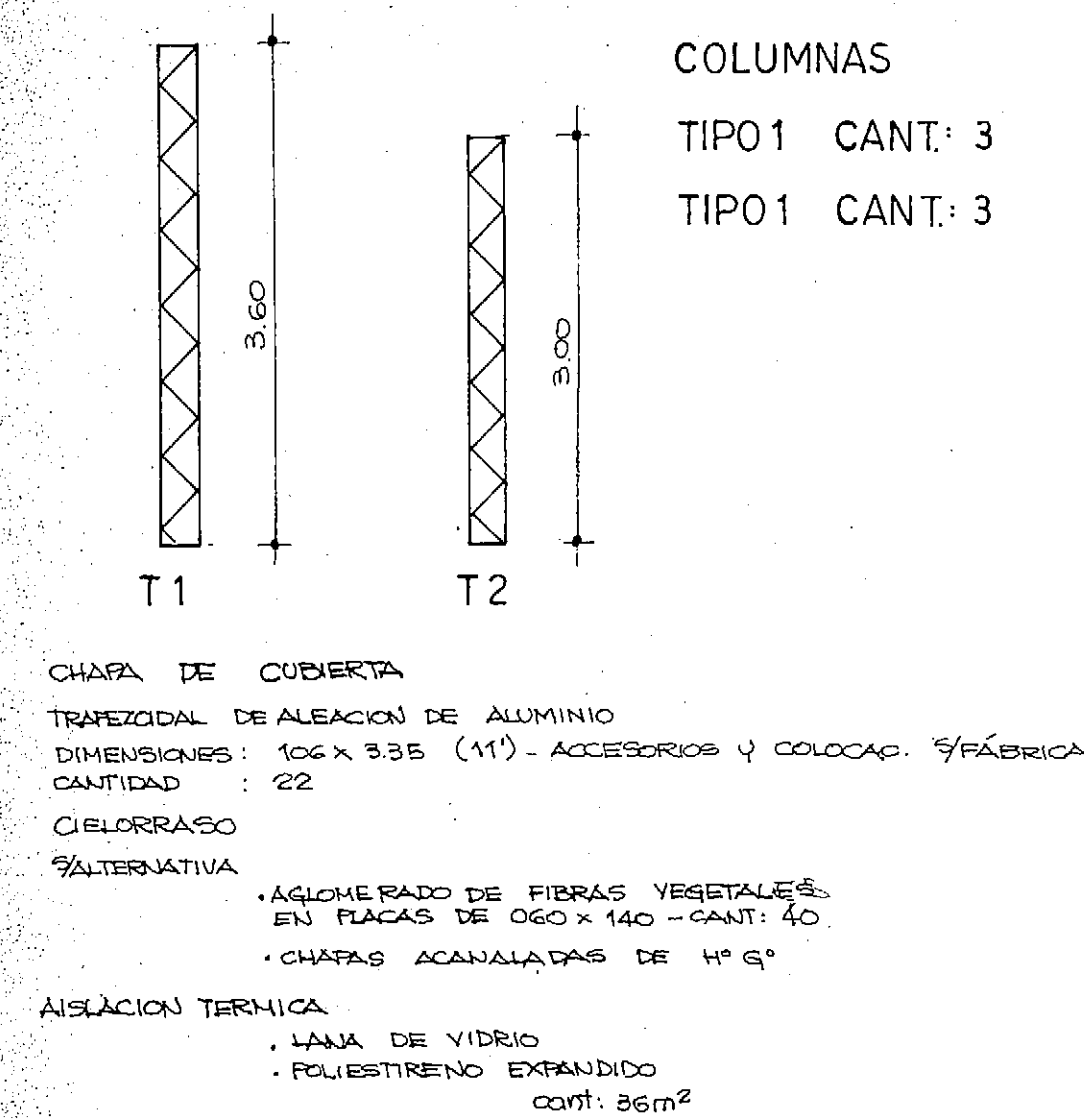 COLUMNAS
TIPO 1 CANT.: 3
TIPO 1 CANT.: 3
3.60
3.00
T1
T2
CHAPA DE CUBIERTA
TRAPEZOIDAL DE ALEACION DE ALUMINIO
DIMENSIONES: 106 x 3.35 (11') - ACCESORIOS Y COLOCAC. S/FÁBRICA
CANTIDAD : 22
CIELORRASO
S/ALTERNATIVA
• AGLOMERADO DE FIBRAS VEGETALES
EN PLACAS DE 060 x 140 - CANT: 40
• CHAPAS ACANALADAS DE Hº Gº
AISLACION TERMICA
• LANA DE VIDRIO
• POLIESTIRENO EXPANDIDO
cant: 36m²